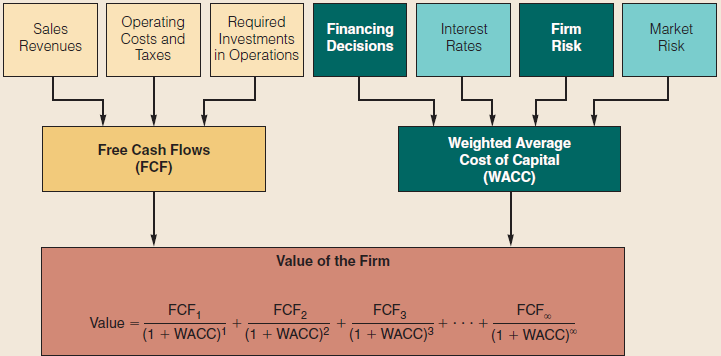 Sales
Revenues
Operating
Costs and
Taxes
Required
Investments
in Operations
Financing
Decisions
Interest
Rates
Firm
Risk
Market
Risk
Free Cash Flows
(FCF)
Weighted Average
Cost of Capital
(WACC)
Value of the Firm
Value = FCF₁ / (1 + WACC)¹ + FCF₂ / (1 + WACC)² + FCF₃ / (1 + WACC)³ + · · · + FCF∞ / (1 + WACC)∞